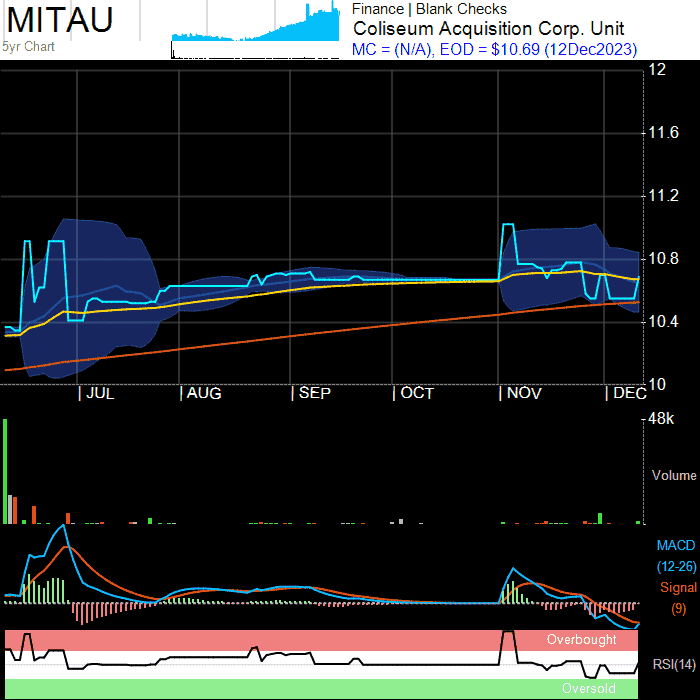 MITAU
5yr Chart
Finance | Blank Checks
Coliseum Acquisition Corp. Unit
MC = (N/A), EOD = $10.69 (12Dec2023)
12
11.6
11.2
10.8
10.4
10
| JUL | AUG | SEP | OCT | NOV | DEC
48k
Volume
MACD
(12-26)
Signal
(9)
Overbought
RSI(14)
Oversold